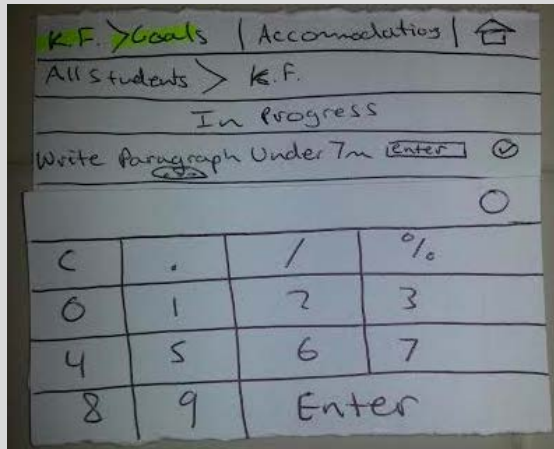 K.F. > Goals | Accomodations |
All Students > K.F.
In Progress
Write Paragraph Under 7m Enter
C . / %
0 1 2 3
4 5 6 7
8 9 Enter